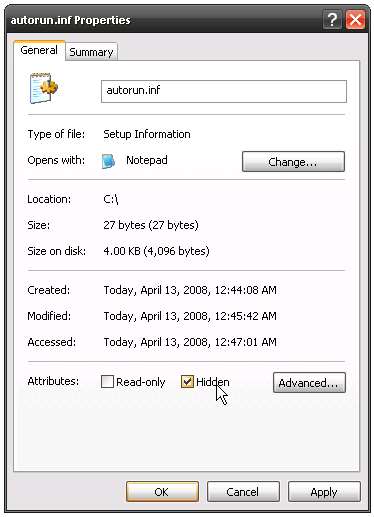 autorun.inf Properties
General Summary
autorun.inf
Type of file: Setup Information
Opens with: Notepad Change...
Location: C:\
Size: 27 bytes (27 bytes)
Size on disk: 4.00 KB (4,096 bytes)
Created: Today, April 13, 2008, 12:44:08 AM
Modified: Today, April 13, 2008, 12:45:42 AM
Accessed: Today, April 13, 2008, 12:47:01 AM
Attributes: Read-only Hidden Advanced...
OK Cancel Apply